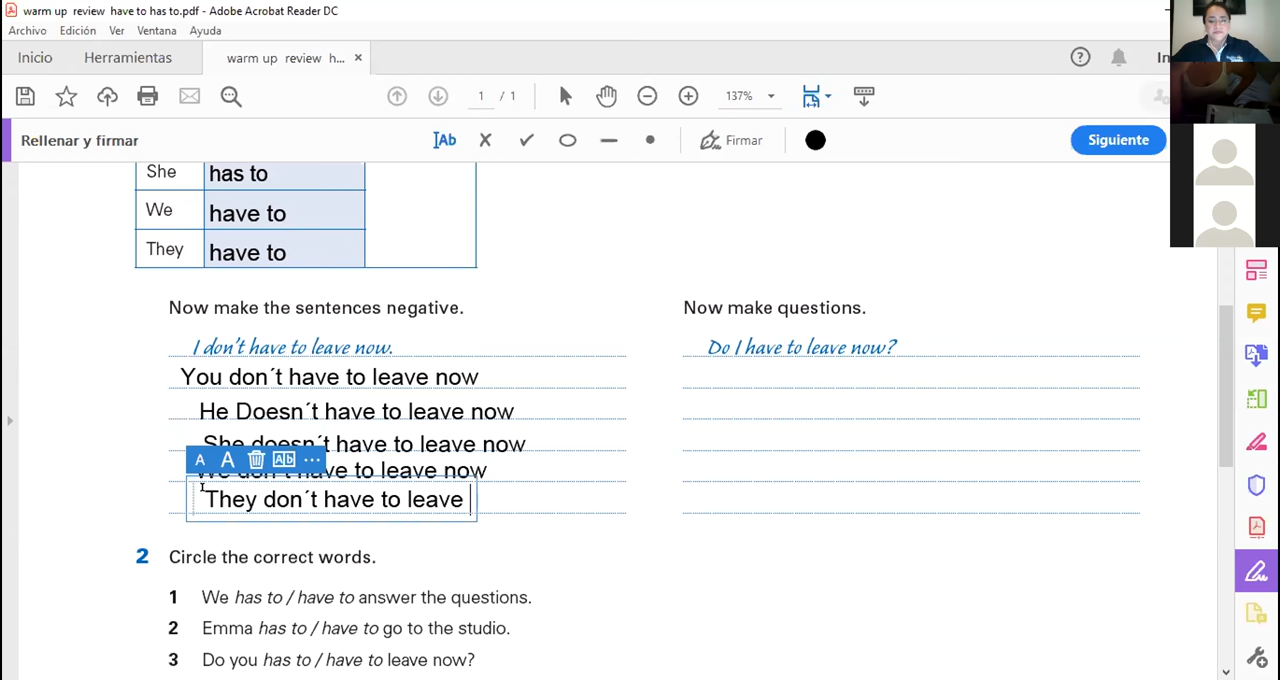 warm up review have to has to.pdf - Adobe Acrobat Reader DC
Archivo Edición Ver Ventana Ayuda
Inicio Herramientas warm up review h... × In
1 / 1 137%
Rellenar y firmar Ab Firmar Siguiente
She has to
We have to
They have to
Now make the sentences negative. Now make questions.
I don't have to leave now. Do I have to leave now?
You don´t have to leave now
He Doesn´t have to leave now
She doesn´t have to leave now
A A Ab ...
We don´t have to leave now
They don´t have to leave
2 Circle the correct words.
1 We has to / have to answer the questions.
2 Emma has to / have to go to the studio.
3 Do you has to / have to leave now?